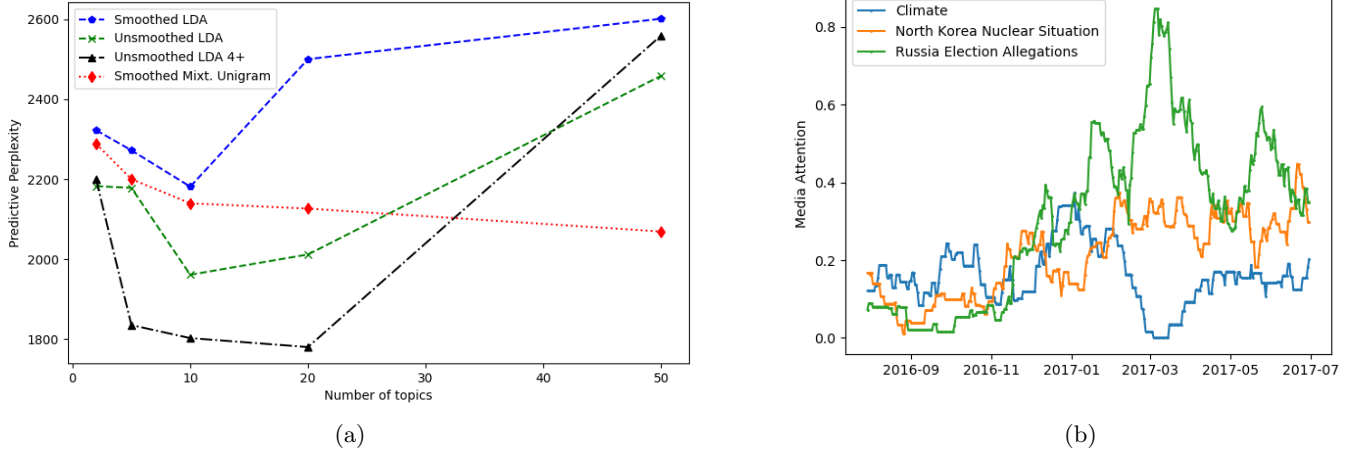 Smoothed LDA
Unsmoothed LDA
Unsmoothed LDA 4+
Smoothed Mixt. Unigram
2600
2400
2200
2000
1800
Predictive Perplexity
0 10 20 30 40 50
Number of topics
(a)
Climate
North Korea Nuclear Situation
Russia Election Allegations
0.8
0.6
0.4
0.2
0.0
Media Attention
2016-09 2016-11 2017-01 2017-03 2017-05 2017-07
(b)